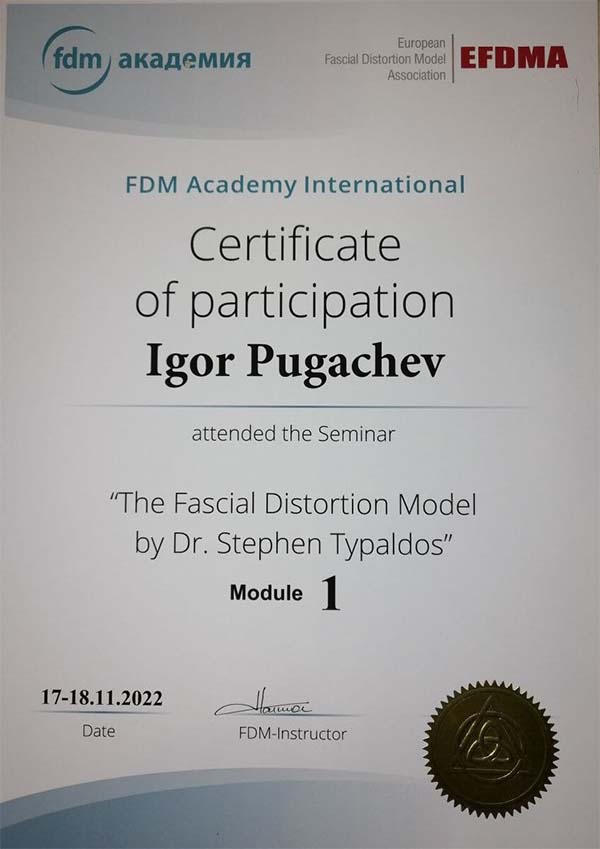 fdm академия
European
Fascial Distortion Model
Association
EFDMA
FDM Academy International
Certificate
of participation
Igor Pugachev
attended the Seminar
“The Fascial Distortion Model
by Dr. Stephen Typaldos”
Module 1
17-18.11.2022
Date
FDM-Instructor